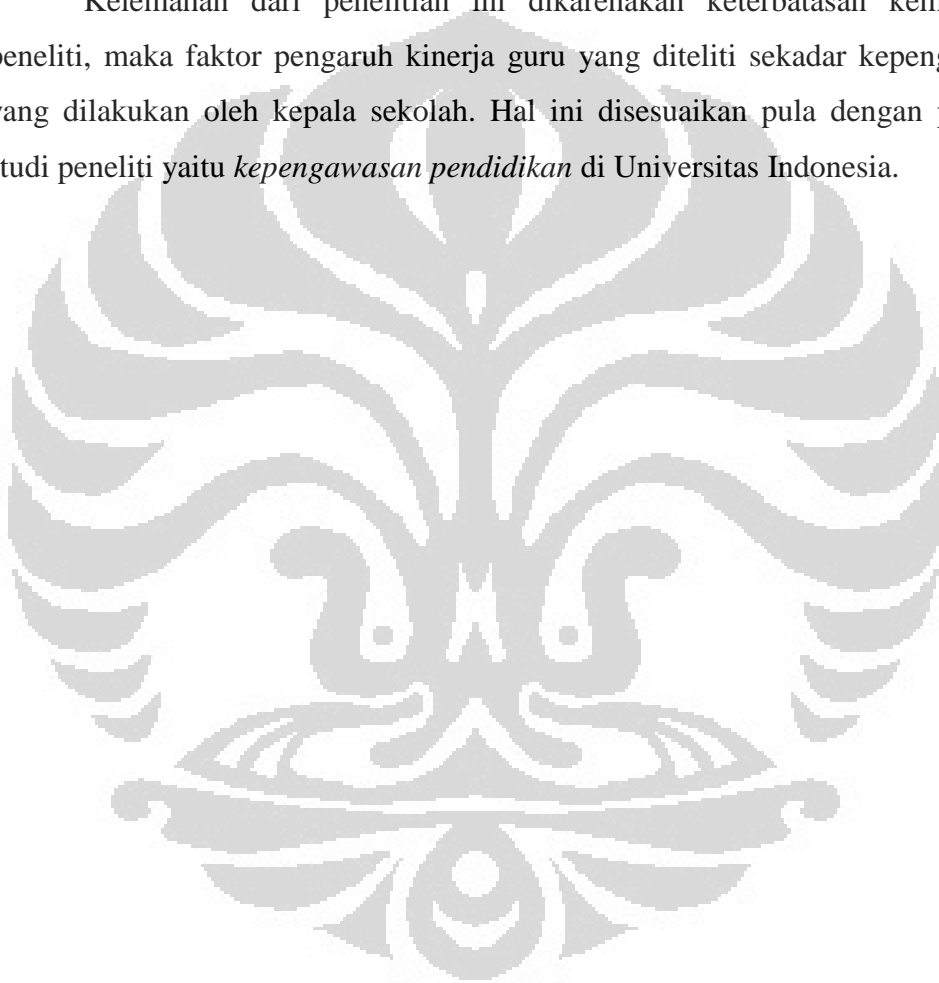 Kelemahan dari penelitian ini dikarenakan keterbatasan
peneliti, maka faktor pengaruh kinerja guru yang diteliti sekadar
yang dilakukan oleh kepala sekolah. Hal ini disesuaikan pula dengan
studi peneliti yaitu kepengawasan pendidikan di Universitas Indonesia.